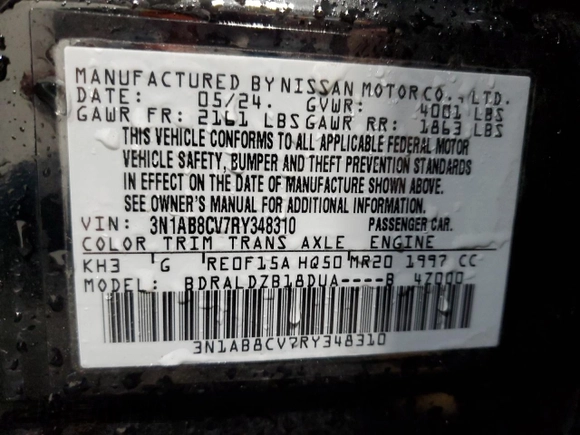 MANUFACTURED BY NISSAN MOTOR CO., LTD.
DATE: 05/24. GVWR: 4001 LBS
GAWR FR: 2161 LBS GAWR RR: 1863 LBS
THIS VEHICLE CONFORMS TO ALL APPLICABLE FEDERAL MOTOR
VEHICLE SAFETY, BUMPER AND THEFT PREVENTION STANDARDS
IN EFFECT ON THE DATE OF MANUFACTURE SHOWN ABOVE.
SEE OWNER'S MANUAL FOR ADDITIONAL INFORMATION.
VIN: 3N1AB8CV7RY348310 PASSENGER CAR.
COLOR TRIM TRANS AXLE ENGINE
KH3 G RE0F15A HQ50 MR20 1997 CC
MODEL: BDRALDZB18DUA----B 47000
3N1AB8CV7RY348310